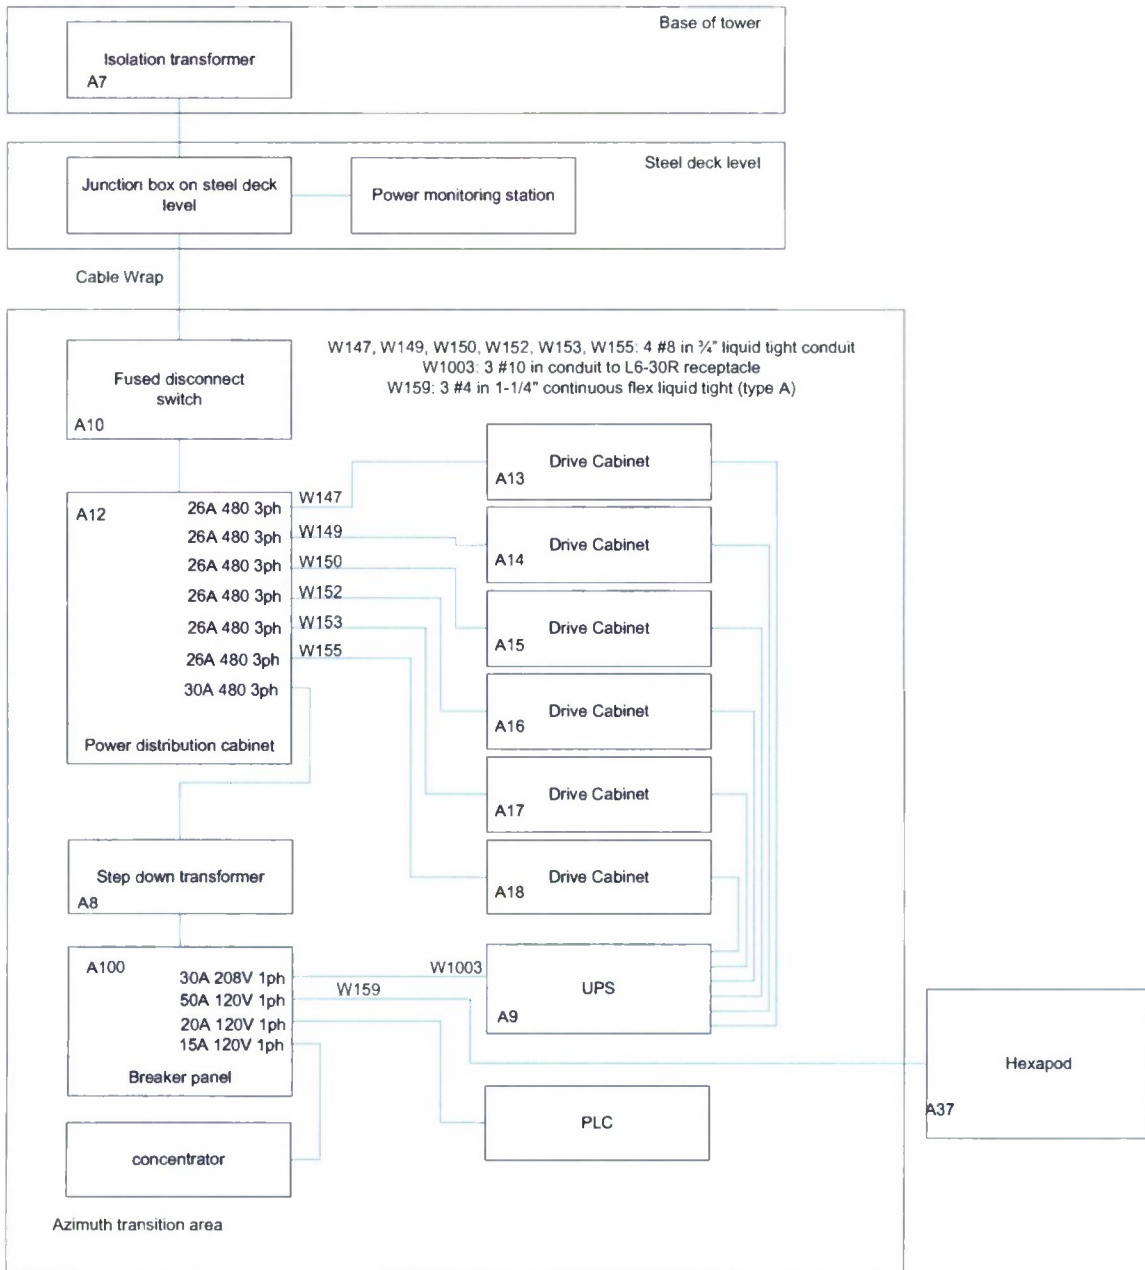 Base of tower
Isolation transformer
A7
Steel deck level
Junction box on steel deck
level
Power monitoring station
Cable Wrap
W147, W149, W150, W152, W153, W155: 4 #8 in ¾" liquid tight conduit
W1003: 3 #10 in conduit to L6-30R receptacle
W159: 3 #4 in 1-1/4" continuous flex liquid tight (type A)
Fused disconnect
switch
A10
A12
26A 480 3ph
26A 480 3ph
26A 480 3ph
26A 480 3ph
26A 480 3ph
26A 480 3ph
30A 480 3ph
Power distribution cabinet
W147
W149
W150
W152
W153
W155
Drive Cabinet
A13
Drive Cabinet
A14
Drive Cabinet
A15
Drive Cabinet
A16
Drive Cabinet
A17
Drive Cabinet
A18
Step down transformer
A8
A100
30A 208V 1ph
50A 120V 1ph
20A 120V 1ph
15A 120V 1ph
Breaker panel
W1003
W159
UPS
A9
Hexapod
A37
PLC
concentrator
Azimuth transition area